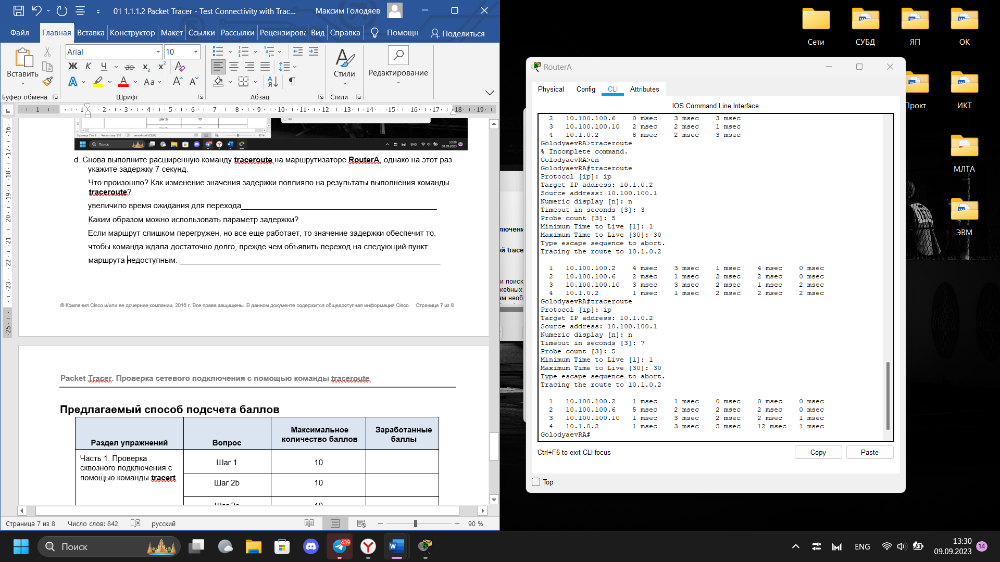 01 1.1.1.2 Packet Tracer - Test Connectivity with Trac...
Максим Голодяев
Файл
Главная
Вставка
Конструктор
Макет
Ссылки
Рассылки
Рецензирова
Вид
Справка
Помощн
Поделиться
Вставить
Буфер обмена
Arial
10
Ж К Ч ab x₂ x²
Aa
Шрифт
Абзац
Стили
Стили
Редактирование
d. Снова выполните расширенную команду traceroute на маршрутизаторе RouterA, однако на этот раз
укажите задержку 7 секунд.
Что произошло? Как изменение значения задержки повлияло на результаты выполнения команды
traceroute?
увеличило время ожидания для перехода
Каким образом можно использовать параметр задержки?
Если маршрут слишком перегружен, но все еще работает, то значение задержки обеспечит то,
чтобы команда ждала достаточно долго, прежде чем объявить переход на следующий пункт
маршрута недоступным.
© Компания Cisco и/или ее дочерние компании, 2016 г. Все права защищены. В данном документе содержится общедоступная информация Cisco. Страница 7 из 8
Packet Tracer. Проверка сетевого подключения с помощью команды traceroute
Предлагаемый способ подсчета баллов
Раздел упражнений
Вопрос
Максимальное
количество баллов
Заработанные
баллы
Часть 1. Проверка
сквозного подключения с
помощью команды tracert
Шаг 1
10
Шаг 2b
10
10
Страница 7 из 8
Число слов: 842
русский
90 %
Сети
СУБД
ЯП
ОК
Прокт
ИКТ
МЛТА
ЭВМ
RouterA
Physical
Config
CLI
Attributes
IOS Command Line Interface
2 10.100.100.6 0 msec 3 msec 3 msec
3 10.100.100.10 2 msec 2 msec 1 msec
4 10.1.0.2 8 msec 2 msec 3 msec
GolodyaevRA>traceroute
% Incomplete command.
GolodyaevRA>en
GolodyaevRA#traceroute
Protocol [ip]: ip
Target IP address: 10.1.0.2
Source address: 10.100.100.1
Numeric display [n]: n
Timeout in seconds [3]: 3
Probe count [3]: 5
Minimum Time to Live [1]: 1
Maximum Time to Live [30]: 30
Type escape sequence to abort.
Tracing the route to 10.1.0.2
1 10.100.100.2 4 msec 3 msec 1 msec 4 msec 0 msec
2 10.100.100.6 2 msec 1 msec 2 msec 2 msec 0 msec
3 10.100.100.10 3 msec 3 msec 2 msec 1 msec 2 msec
4 10.1.0.2 1 msec 1 msec 2 msec 2 msec 2 msec
GolodyaevRA#traceroute
Protocol [ip]: ip
Target IP address: 10.1.0.2
Source address: 10.100.100.1
Numeric display [n]: n
Timeout in seconds [3]: 7
Probe count [3]: 5
Minimum Time to Live [1]: 1
Maximum Time to Live [30]: 30
Type escape sequence to abort.
Tracing the route to 10.1.0.2
1 10.100.100.2 1 msec 1 msec 0 msec 0 msec 0 msec
2 10.100.100.6 5 msec 2 msec 2 msec 2 msec 0 msec
3 10.100.100.10 1 msec 3 msec 2 msec 2 msec 1 msec
4 10.1.0.2 1 msec 3 msec 5 msec 12 msec 1 msec
GolodyaevRA#
Ctrl+F6 to exit CLI focus
Copy
Paste
Top
Поиск
439
ENG
13:30
09.09.2023
14